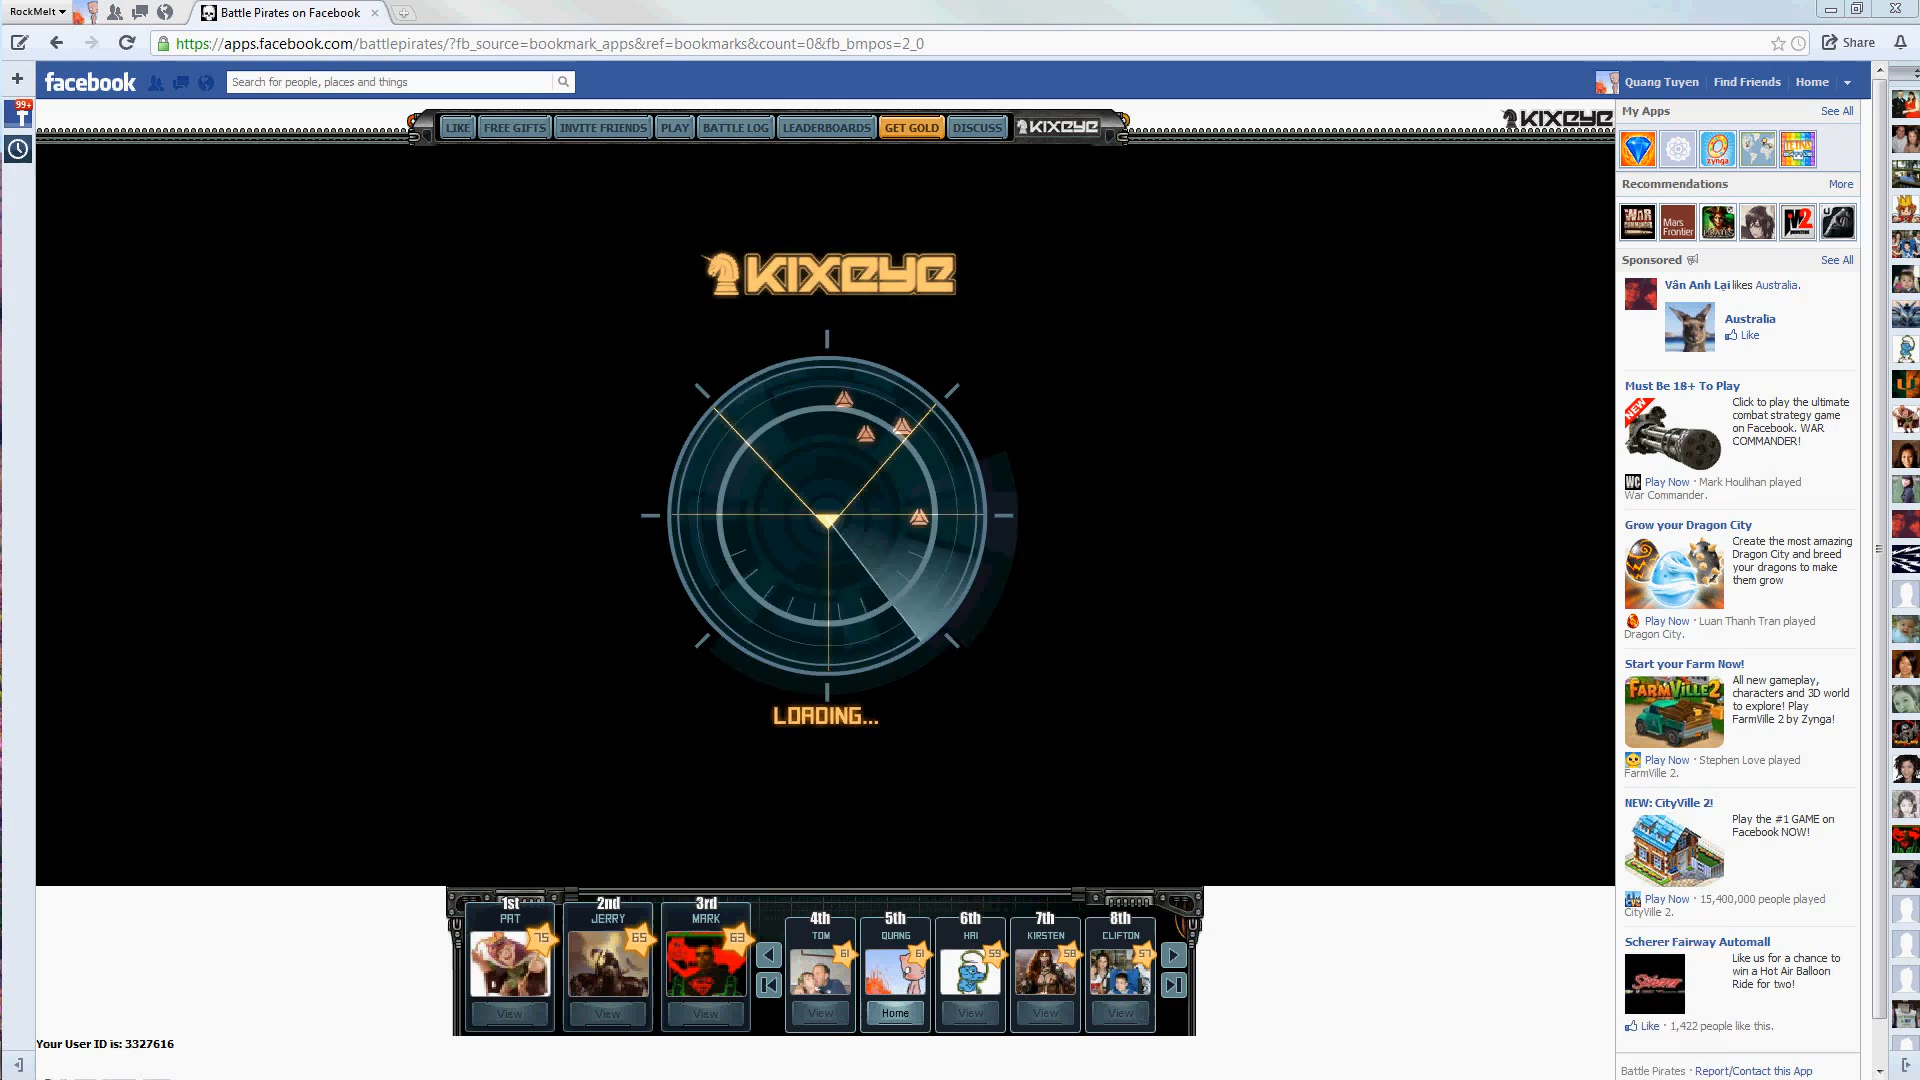 RockMelt
Battle Pirates on Facebook
https://apps.facebook.com/battlepirates/?fb_source=bookmark_apps&ref=bookmarks&count=0&fb_bmpos=2_0
Share
99+
facebook
Search for people, places and things
Quang Tuyen
Find Friends
Home
LIKE
FREE GIFTS
INVITE FRIENDS
PLAY
BATTLE LOG
LEADERBOARDS
GET GOLD
DISCUSS
KIXEYE
KIXEYE
KIXEYE
LOADING...
My Apps
See All
zynga
Recommendations
More
WAR COMMANDER
Mars Frontier
Sponsored
See All
Vân Anh Lại likes Australia.
Australia
Like
Must Be 18+ To Play
NEW
Click to play the ultimate
combat strategy game
on Facebook. WAR
COMMANDER!
WC Play Now · Mark Houlihan played
War Commander.
Grow your Dragon City
Create the most amazing
Dragon City and breed
your dragons to make
them grow
Play Now · Luan Thanh Tran played
Dragon City.
Start your Farm Now!
FARMVILLE 2
All new gameplay,
characters and 3D world
to explore! Play
FarmVille 2 by Zynga!
Play Now · Stephen Love played
FarmVille 2.
NEW: CityVille 2!
Play the #1 GAME on
Facebook NOW!
Play Now · 15,400,000 people played
CityVille 2.
Scherer Fairway Automall
Scherer
Like us for a chance to
win a Hot Air Balloon
Ride for two!
Like · 1,422 people like this.
Battle Pirates · Report/Contact this App
1st
PAT
75
View
2nd
JERRY
65
View
3rd
MARK
63
View
4th
TOM
61
View
5th
QUANG
61
Home
6th
HAI
59
View
7th
KIRSTEN
58
View
8th
CLIFTON
57
View
Your User ID is: 3327616